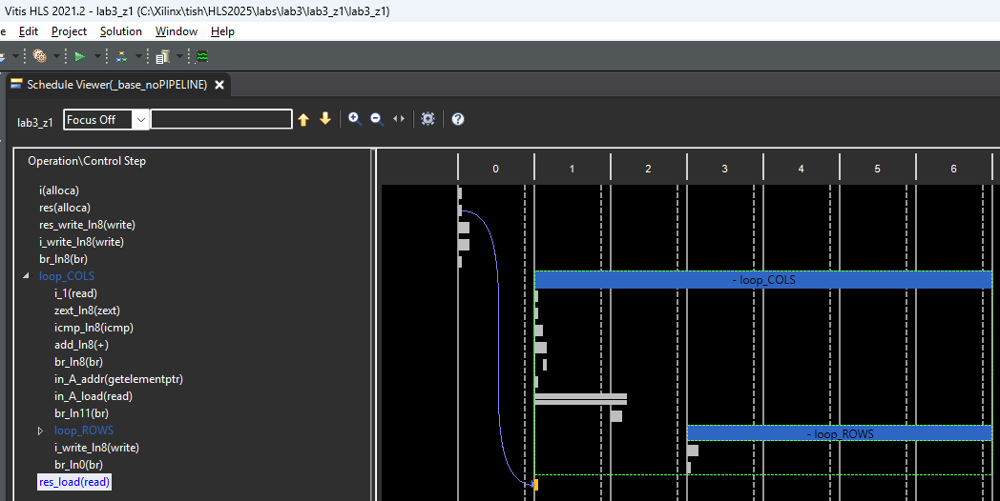 Vitis HLS 2021.2 - lab3_z1 (C:\Xilinx\tish\HLS2025\labs\lab3\lab3_z1\lab3_z1)
e Edit Project Solution Window Help
Schedule Viewer(_base_noPIPELINE)
lab3_z1 Focus Off
Operation\Control Step 0 1 2 3 4 5 6
i(alloca)
res(alloca)
res_write_ln8(write)
i_write_ln8(write)
br_ln8(br)
loop_COLS - loop_COLS
i_1(read)
zext_ln8(zext)
icmp_ln8(icmp)
add_ln8(+)
br_ln8(br)
in_A_addr(getelementptr)
in_A_load(read)
br_ln11(br)
loop_ROWS - loop_ROWS
i_write_ln8(write)
br_ln0(br)
res_load(read)